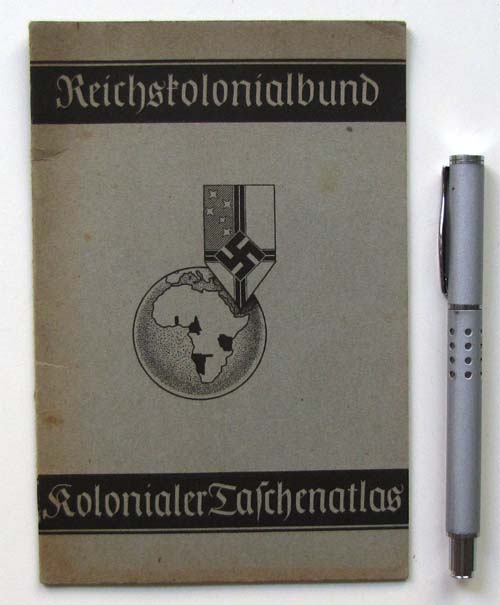 Reichskolonialbund
Kolonialer Taschenatlas